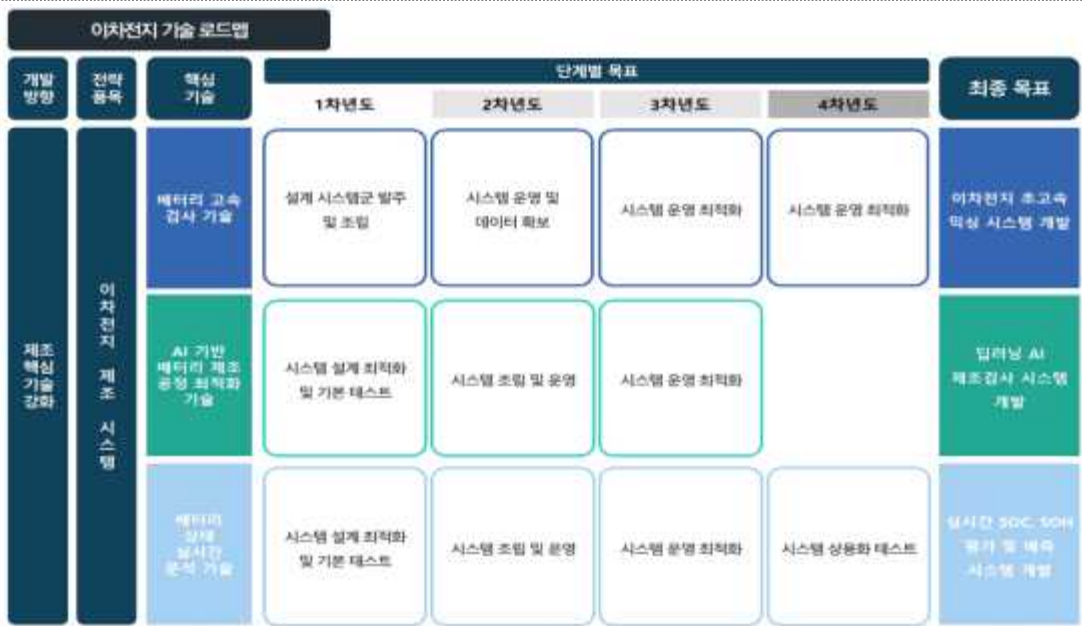 이차전지 기술 로드맵
개발
방향
전략
품목
핵심
기술
단계별 목표
1차년도
2차년도
3차년도
4차년도
최종 목표
제조
핵심
기술
강화
이차전지 제조 시스템
배터리 고속
검사 기술
설계 시스템군 발주
및 조립
시스템 운영 및
데이터 확보
시스템 운영 최적화
시스템 운영 최적화
이차전지 초고속
믹싱 시스템 개발
AI 기반
배터리 제조
공정 최적화
기술
시스템 설계 최적화
및 기본 테스트
시스템 조립 및 운영
시스템 운영 최적화
딥러닝 AI
제조검사 시스템
개발
배터리
상태
실시간
분석 기술
시스템 설계 최적화
및 기본 테스트
시스템 조립 및 운영
시스템 운영 최적화
시스템 상용화 테스트
실시간 SOC, SOH
평가 및 예측
시스템 개발